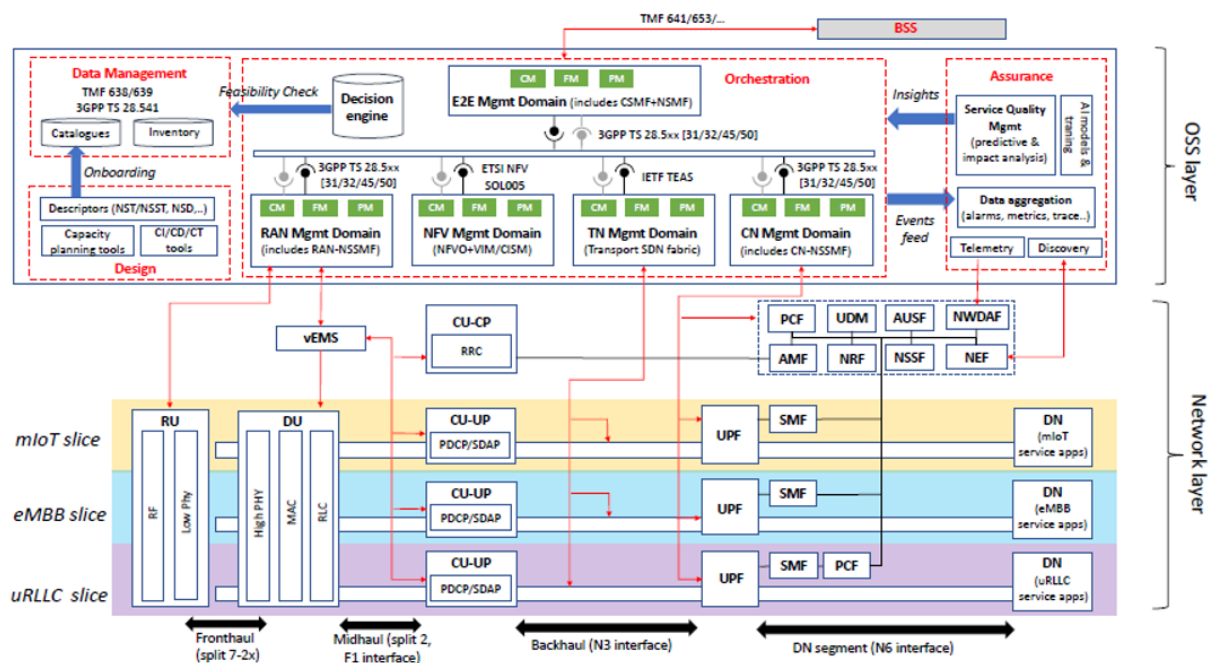 TMF 641/653/...
BSS
Data Management
TMF 638/639
3GPP TS 28.541
Catalogues
Inventory
Feasibility Check
Decision
engine
CM
FM
PM
Orchestration
E2E Mgmt Domain (includes CSMF+NSMF)
3GPP TS 28.5xx [31/32/45/50]
Insights
Assurance
Service Quality
Mgmt
(predictive
& impact
analysis)
AI models &
traning
OSS layer
Onboarding
Descriptors (NST/NSST, NSD,..)
Capacity
planning tools
CI/CD/CT
tools
Design
3GPP TS 28.5xx
[31/32/45/50]
ETSI NFV
SOL005
IETF TEAS
3GPP TS 28.5xx
[31/32/45/50]
CM
FM
PM
RAN Mgmt Domain
(includes RAN-NSSMF)
CM
FM
PM
NFV Mgmt Domain
(NFVO+VIM/CISM)
CM
FM
PM
TN Mgmt Domain
(Transport SDN fabric)
CM
FM
PM
CN Mgmt Domain
(includes CN-NSSMF)
Events
feed
Data aggregation
(alarms, metrics, trace..)
Telemetry
Discovery
vEMS
CU-CP
RRC
PCF
UDM
AUSF
NWDAF
AMF
NRF
NSSF
NEF
Network layer
mIoT slice
RU
RF
Low Phy
DU
High PHY
MAC
RLC
CU-UP
PDCP/SDAP
UPF
SMF
DN
(mIoT
service apps)
eMBB slice
CU-UP
PDCP/SDAP
UPF
SMF
DN
(eMBB
service apps)
uRLLC slice
CU-UP
PDCP/SDAP
UPF
SMF
PCF
DN
(uRLLC
service apps)
Fronthaul
(split 7-2x)
Midhaul (split 2,
F1 interface)
Backhaul (N3 interface)
DN segment (N6 interface)